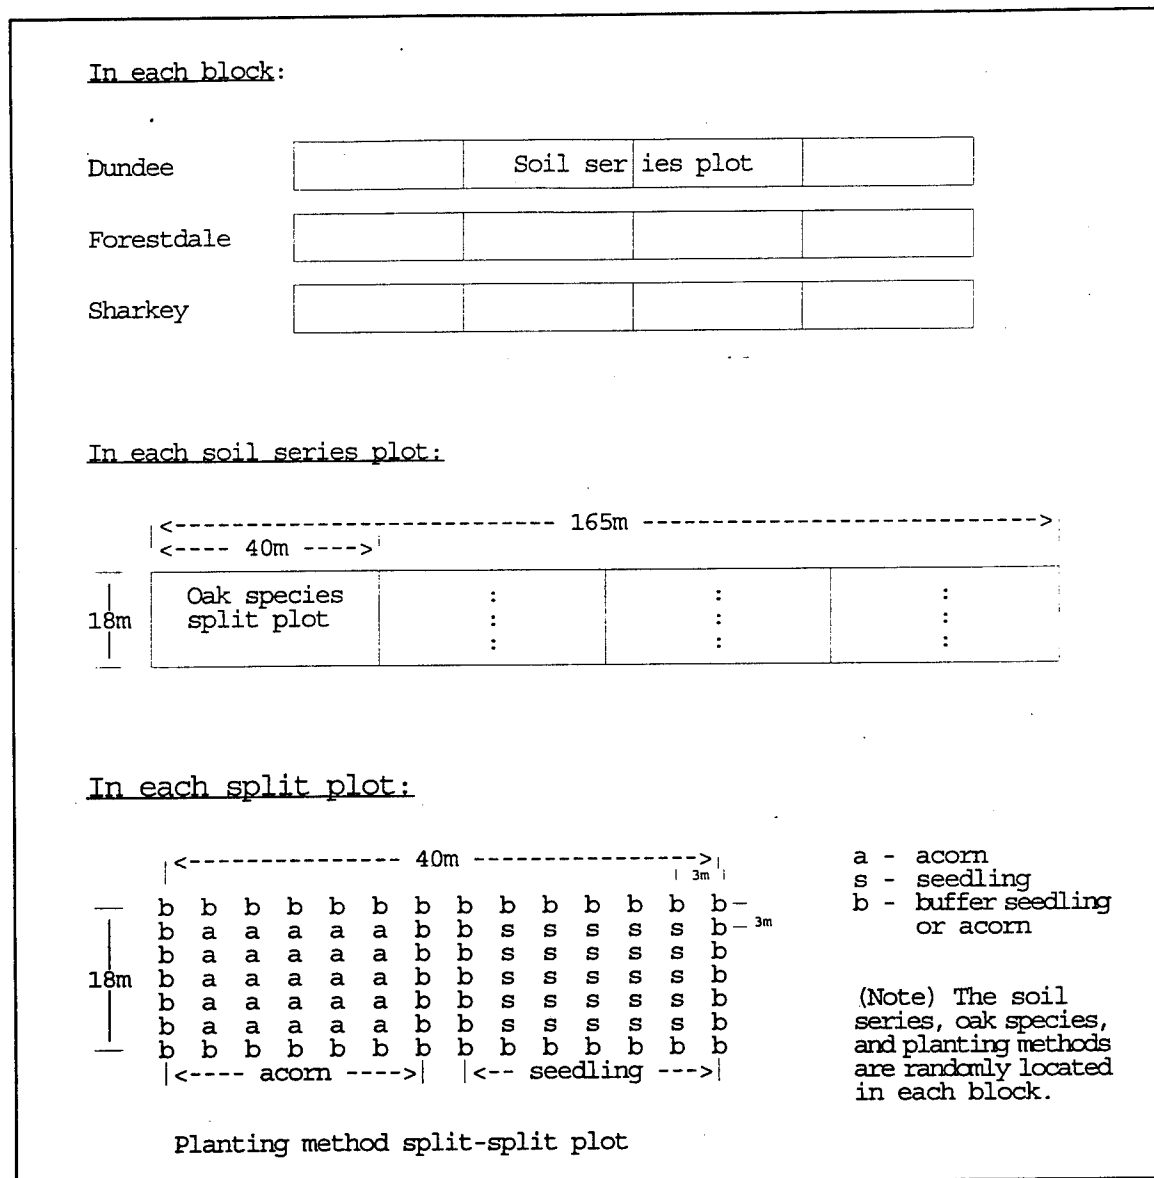 In each block:
Dundee
Soil series plot
Forestdale
Sharkey
In each soil series plot:
|<------------------------ 165m ------------------------->|
|<---- 40m ---->|
18m
Oak species
split plot
: : :
: : :
: : :
In each split plot:
|<--------------- 40m --------------->|
| 3m |
b b b b b b b b b b b b b b
b a a a a a b b s s s s s b
3m
b a a a a a b b s s s s s b
b a a a a a b b s s s s s b
18m
b a a a a a b b s s s s s b
b a a a a a b b s s s s s b
b b b b b b b b b b b b b b
|<---- acorn ---->| |<-- seedling --->|
Planting method split-split plot
a - acorn
s - seedling
b - buffer seedling
or acorn
(Note) The soil
series, oak species,
and planting methods
are randomly located
in each block.